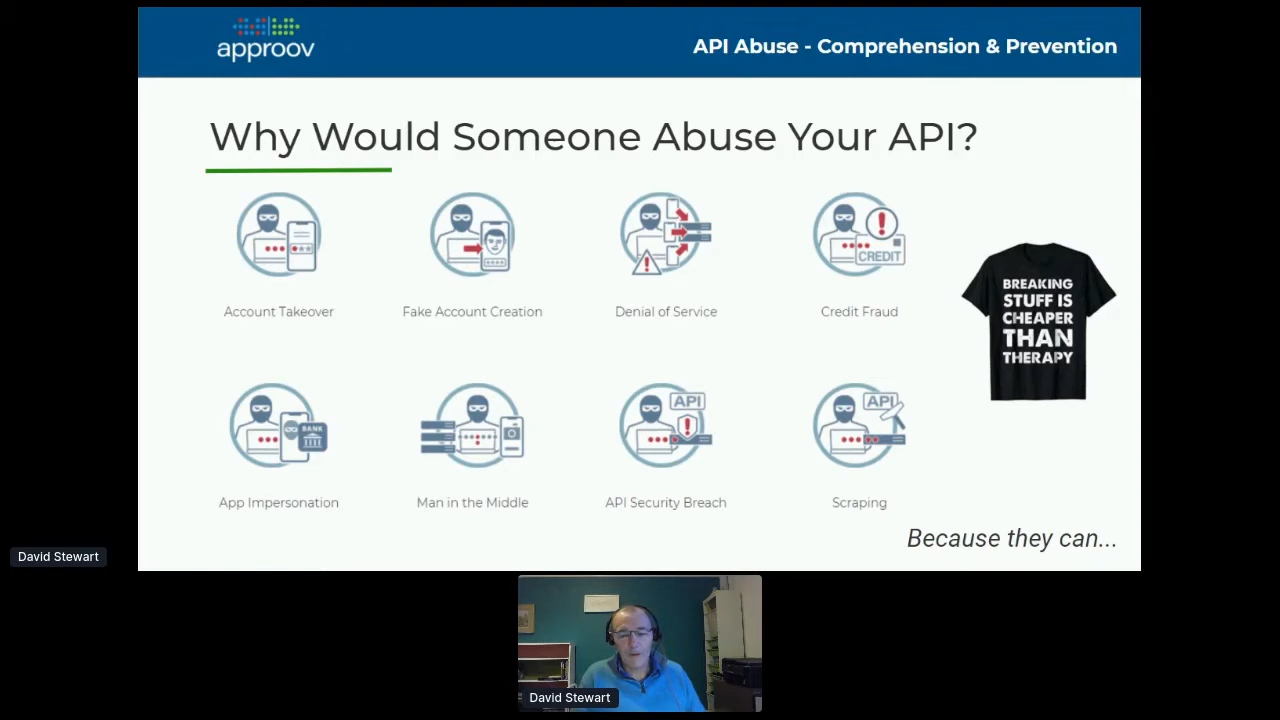 approov
API Abuse - Comprehension & Prevention
Why Would Someone Abuse Your API?
CREDIT
Account Takeover
Fake Account Creation
Denial of Service
Credit Fraud
BREAKING
STUFF IS
CHEAPER
THAN
THERAPY
BANK
API
API
App Impersonation
Man in the Middle
API Security Breach
Scraping
Because they can...
David Stewart
David Stewart